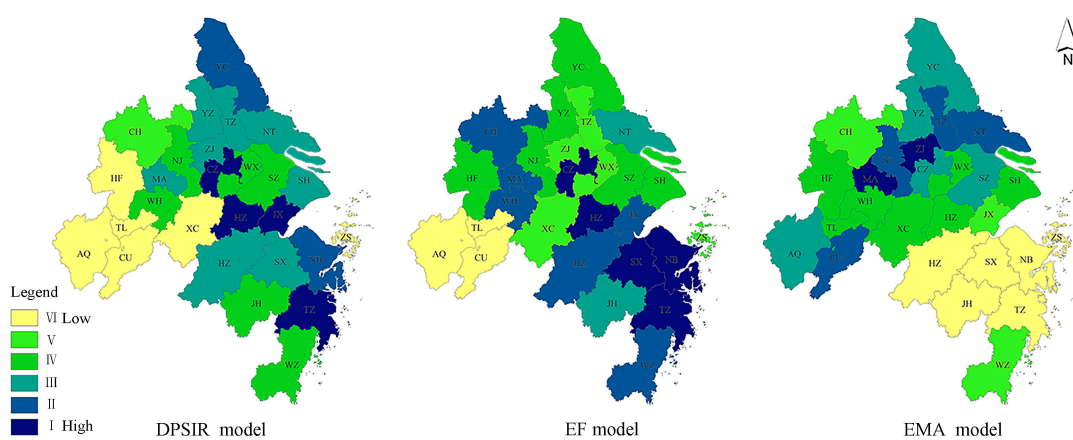 N
YC
YZ
TZ
CH
NT
NJ
ZJ
CZ
WX
HF
MA
SZ
SH
WH
HZ
JX
TL
XC
AQ
CU
HZ
SX
NB
ZS
JH
TZ
WZ
YC
YZ
CH
TZ
NT
NJ
ZJ
HF
MA
CZ
WX
SZ
SH
WH
HZ
JX
TL
XC
AQ
CU
HZ
SX
NB
ZS
JH
TZ
WZ
YC
YZ
TZ
CH
NT
NJ
ZJ
HF
MA
CZ
WX
SZ
SH
WH
HZ
JX
TL
XC
AQ
CU
HZ
SX
NB
ZS
JH
TZ
WZ
Legend
VI Low
V
IV
III
II
I High
DPSIR model
EF model
EMA model